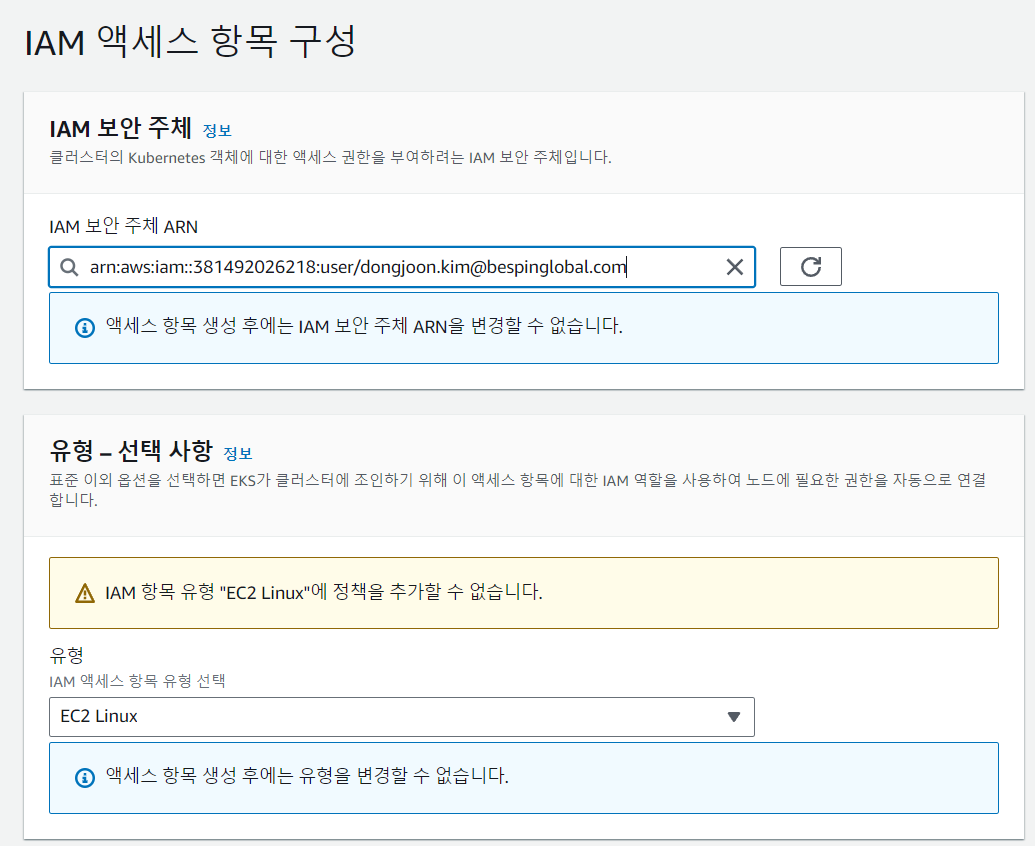 IAM 액세스 항목 구성
IAM 보안 주체 정보
클러스터의 Kubernetes 객체에 대한 액세스 권한을 부여하려는 IAM 보안 주체입니다.
IAM 보안 주체 ARN
arn:aws:iam::381492026218:user/dongjoon.kim@bespinglobal.com
액세스 항목 생성 후에는 IAM 보안 주체 ARN을 변경할 수 없습니다.
유형 – 선택 사항 정보
표준 이외 옵션을 선택하면 EKS가 클러스터에 조인하기 위해 이 액세스 항목에 대한 IAM 역할을 사용하여 노드에 필요한 권한을 자동으로 연결
합니다.
IAM 항목 유형 "EC2 Linux"에 정책을 추가할 수 없습니다.
유형
IAM 액세스 항목 유형 선택
EC2 Linux
액세스 항목 생성 후에는 유형을 변경할 수 없습니다.